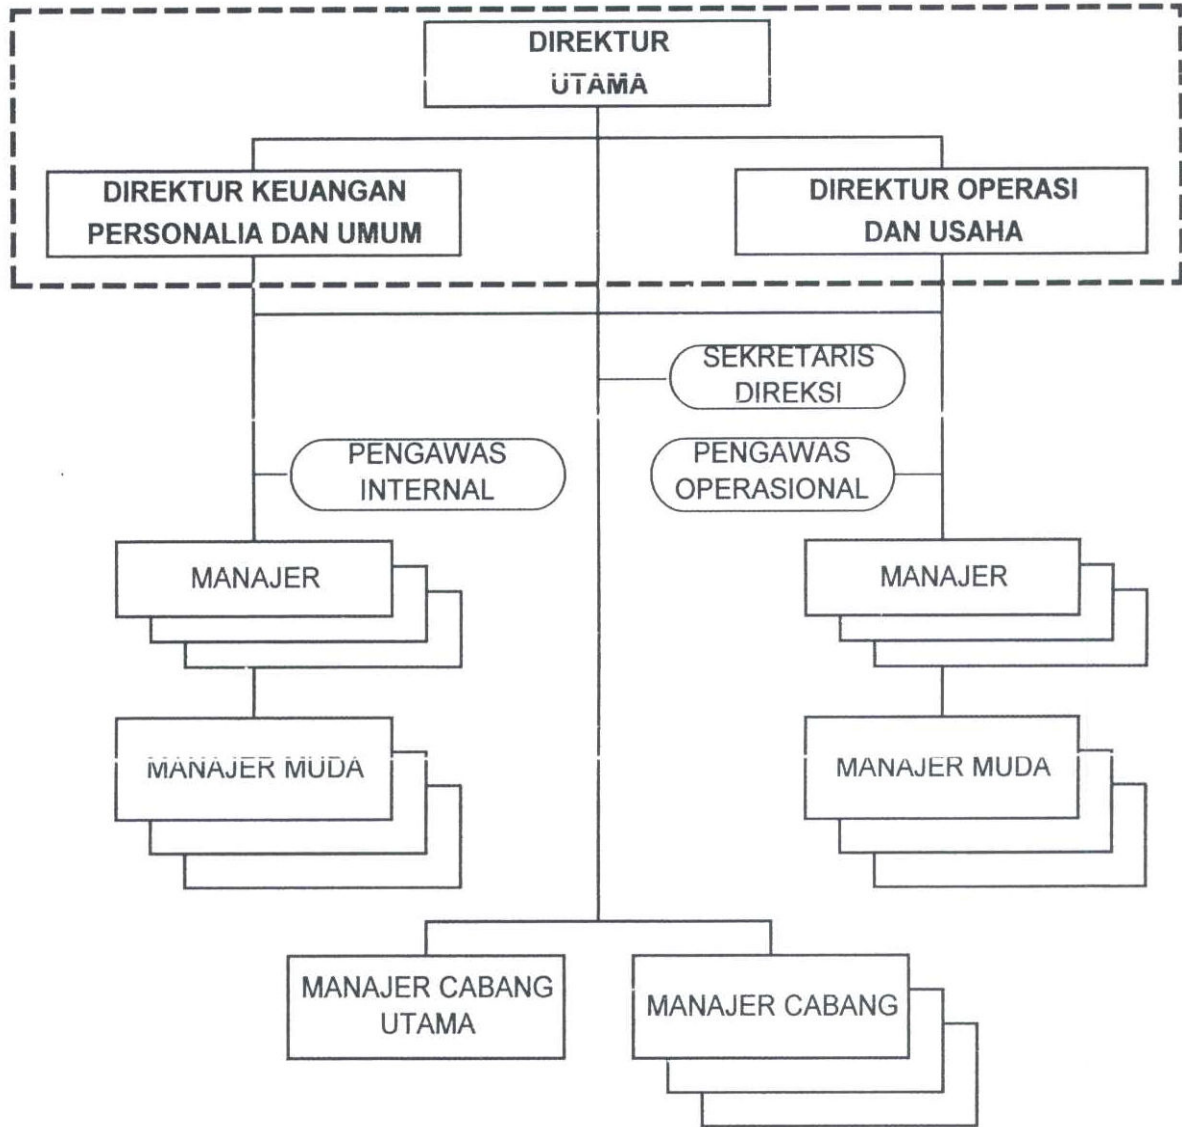 DIREKTUR
UTAMA
DIREKTUR KEUANGAN
PERSONALIA DAN UMUM
DIREKTUR OPERASI
DAN USAHA
SEKRETARIS
DIREKSI
PENGAWAS
INTERNAL
PENGAWAS
OPERASIONAL
MANAJER
MANAJER
MANAJER MUDA
MANAJER MUDA
MANAJER CABANG
UTAMA
MANAJER CABANG